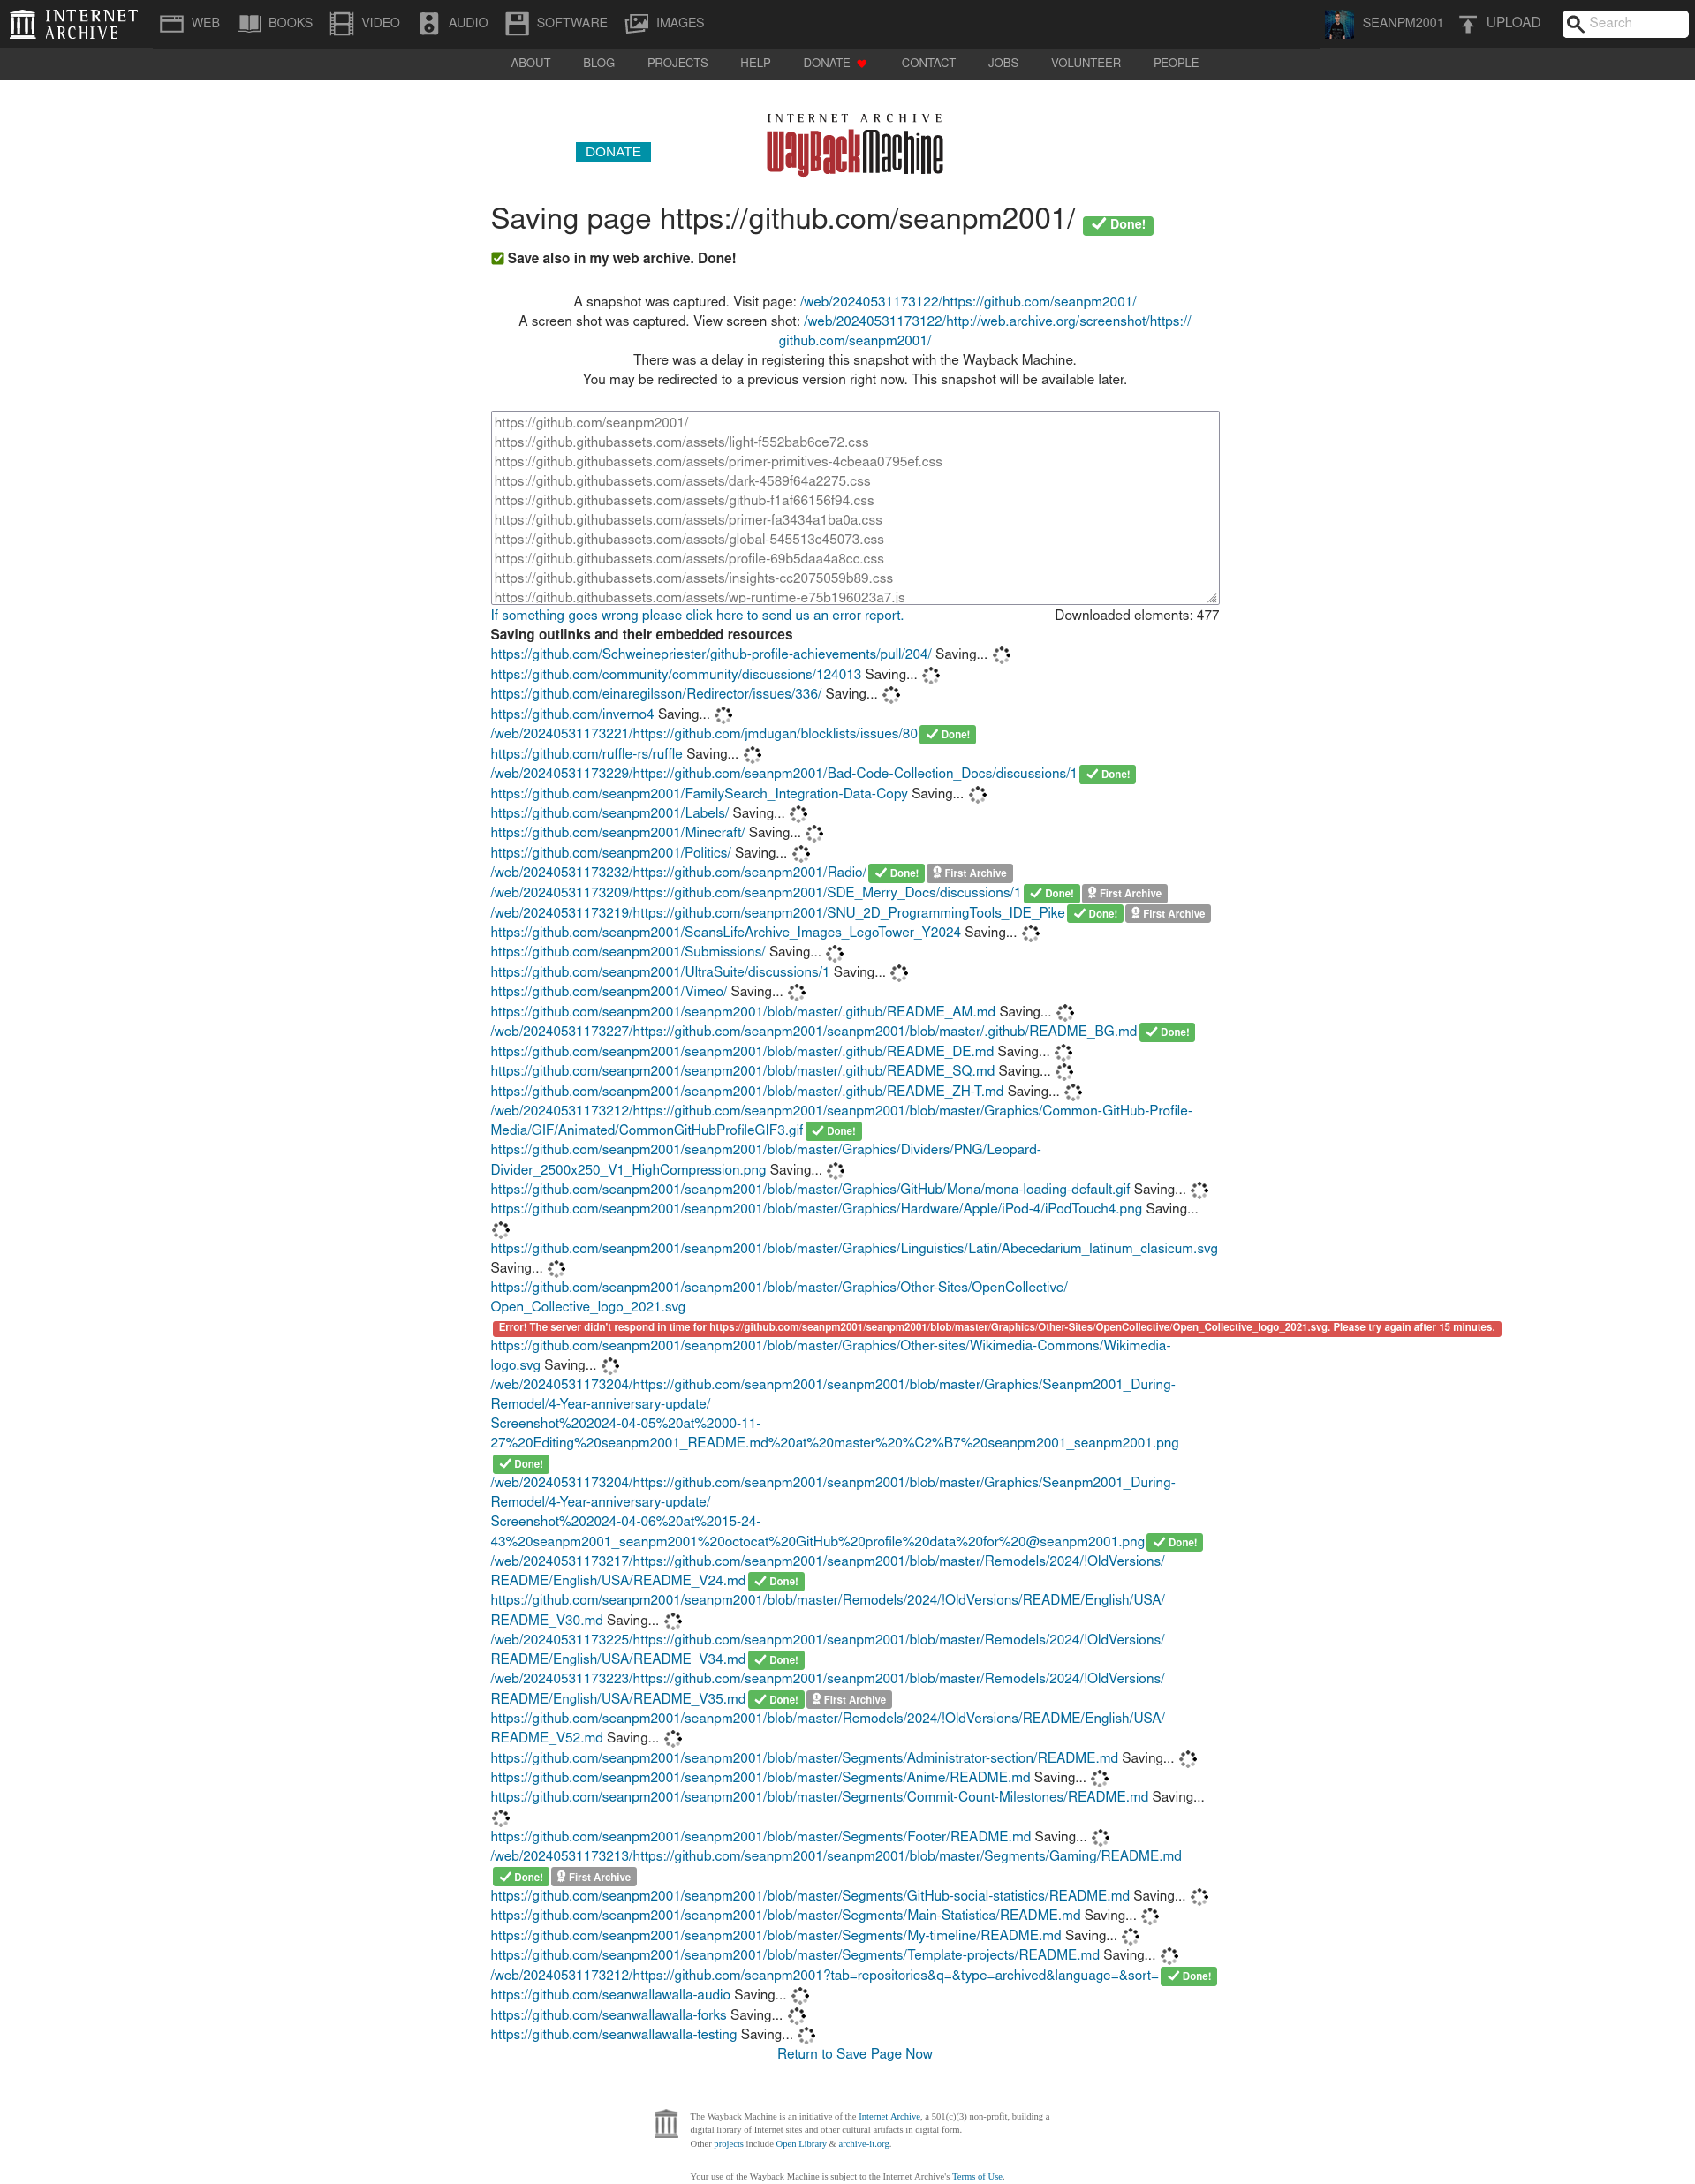 INTERNET
ARCHIVE
WEB
BOOKS
VIDEO
AUDIO
SOFTWARE
IMAGES
SEANPM2001
UPLOAD
Search
ABOUT
BLOG
PROJECTS
HELP
DONATE
CONTACT
JOBS
VOLUNTEER
PEOPLE
DONATE
INTERNET ARCHIVE
WayBackMachine
Saving page https://github.com/seanpm2001/ Done!
Save also in my web archive. Done!
A snapshot was captured. Visit page: /web/20240531173122/https://github.com/seanpm2001/
A screen shot was captured. View screen shot: /web/20240531173122/http://web.archive.org/screenshot/https://
github.com/seanpm2001/
There was a delay in registering this snapshot with the Wayback Machine.
You may be redirected to a previous version right now. This snapshot will be available later.
https://github.com/seanpm2001/
https://github.githubassets.com/assets/light-f552bab6ce72.css
https://github.githubassets.com/assets/primer-primitives-4cbeaa0795ef.css
https://github.githubassets.com/assets/dark-4589f64a2275.css
https://github.githubassets.com/assets/github-f1af66156f94.css
https://github.githubassets.com/assets/primer-fa3434a1ba0a.css
https://github.githubassets.com/assets/global-545513c45073.css
https://github.githubassets.com/assets/profile-69b5daa4a8cc.css
https://github.githubassets.com/assets/insights-cc2075059b89.css
https://github.githubassets.com/assets/wp-runtime-e75b196023a7.js
If something goes wrong please click here to send us an error report.
Downloaded elements: 477
Saving outlinks and their embedded resources
https://github.com/Schweinepriester/github-profile-achievements/pull/204/ Saving...
https://github.com/community/community/discussions/124013 Saving...
https://github.com/einaregilsson/Redirector/issues/336/ Saving...
https://github.com/inverno4 Saving...
/web/20240531173221/https://github.com/jmdugan/blocklists/issues/80 Done!
https://github.com/ruffle-rs/ruffle Saving...
/web/20240531173229/https://github.com/seanpm2001/Bad-Code-Collection_Docs/discussions/1 Done!
https://github.com/seanpm2001/FamilySearch_Integration-Data-Copy Saving...
https://github.com/seanpm2001/Labels/ Saving...
https://github.com/seanpm2001/Minecraft/ Saving...
https://github.com/seanpm2001/Politics/ Saving...
/web/20240531173232/https://github.com/seanpm2001/Radio/ Done! First Archive
/web/20240531173209/https://github.com/seanpm2001/SDE_Merry_Docs/discussions/1 Done! First Archive
/web/20240531173219/https://github.com/seanpm2001/SNU_2D_ProgrammingTools_IDE_Pike Done! First Archive
https://github.com/seanpm2001/SeansLifeArchive_Images_LegoTower_Y2024 Saving...
https://github.com/seanpm2001/Submissions/ Saving...
https://github.com/seanpm2001/UltraSuite/discussions/1 Saving...
https://github.com/seanpm2001/Vimeo/ Saving...
https://github.com/seanpm2001/seanpm2001/blob/master/.github/README_AM.md Saving...
/web/20240531173227/https://github.com/seanpm2001/seanpm2001/blob/master/.github/README_BG.md Done!
https://github.com/seanpm2001/seanpm2001/blob/master/.github/README_DE.md Saving...
https://github.com/seanpm2001/seanpm2001/blob/master/.github/README_SQ.md Saving...
https://github.com/seanpm2001/seanpm2001/blob/master/.github/README_ZH-T.md Saving...
/web/20240531173212/https://github.com/seanpm2001/seanpm2001/blob/master/Graphics/Common-GitHub-Profile-
Media/GIF/Animated/CommonGitHubProfileGIF3.gif Done!
https://github.com/seanpm2001/seanpm2001/blob/master/Graphics/Dividers/PNG/Leopard-
Divider_2500x250_V1_HighCompression.png Saving...
https://github.com/seanpm2001/seanpm2001/blob/master/Graphics/GitHub/Mona/mona-loading-default.gif Saving...
https://github.com/seanpm2001/seanpm2001/blob/master/Graphics/Hardware/Apple/iPod-4/iPodTouch4.png Saving...
https://github.com/seanpm2001/seanpm2001/blob/master/Graphics/Linguistics/Latin/Abecedarium_latinum_clasicum.svg
Saving...
https://github.com/seanpm2001/seanpm2001/blob/master/Graphics/Other-Sites/OpenCollective/
Open_Collective_logo_2021.svg
Error! The server didn't respond in time for https://github.com/seanpm2001/seanpm2001/blob/master/Graphics/Other-Sites/OpenCollective/Open_Collective_logo_2021.svg. Please try again after 15 minutes.
https://github.com/seanpm2001/seanpm2001/blob/master/Graphics/Other-sites/Wikimedia-Commons/Wikimedia-
logo.svg Saving...
/web/20240531173204/https://github.com/seanpm2001/seanpm2001/blob/master/Graphics/Seanpm2001_During-
Remodel/4-Year-anniversary-update/
Screenshot%202024-04-05%20at%2000-11-
27%20Editing%20seanpm2001_README.md%20at%20master%20%C2%B7%20seanpm2001_seanpm2001.png
Done!
/web/20240531173204/https://github.com/seanpm2001/seanpm2001/blob/master/Graphics/Seanpm2001_During-
Remodel/4-Year-anniversary-update/
Screenshot%202024-04-06%20at%2015-24-
43%20seanpm2001_seanpm2001%20octocat%20GitHub%20profile%20data%20for%20@seanpm2001.png Done!
/web/20240531173217/https://github.com/seanpm2001/seanpm2001/blob/master/Remodels/2024/!OldVersions/
README/English/USA/README_V24.md Done!
https://github.com/seanpm2001/seanpm2001/blob/master/Remodels/2024/!OldVersions/README/English/USA/
README_V30.md Saving...
/web/20240531173225/https://github.com/seanpm2001/seanpm2001/blob/master/Remodels/2024/!OldVersions/
README/English/USA/README_V34.md Done!
/web/20240531173223/https://github.com/seanpm2001/seanpm2001/blob/master/Remodels/2024/!OldVersions/
README/English/USA/README_V35.md Done! First Archive
https://github.com/seanpm2001/seanpm2001/blob/master/Remodels/2024/!OldVersions/README/English/USA/
README_V52.md Saving...
https://github.com/seanpm2001/seanpm2001/blob/master/Segments/Administrator-section/README.md Saving...
https://github.com/seanpm2001/seanpm2001/blob/master/Segments/Anime/README.md Saving...
https://github.com/seanpm2001/seanpm2001/blob/master/Segments/Commit-Count-Milestones/README.md Saving...
https://github.com/seanpm2001/seanpm2001/blob/master/Segments/Footer/README.md Saving...
/web/20240531173213/https://github.com/seanpm2001/seanpm2001/blob/master/Segments/Gaming/README.md
Done! First Archive
https://github.com/seanpm2001/seanpm2001/blob/master/Segments/GitHub-social-statistics/README.md Saving...
https://github.com/seanpm2001/seanpm2001/blob/master/Segments/Main-Statistics/README.md Saving...
https://github.com/seanpm2001/seanpm2001/blob/master/Segments/My-timeline/README.md Saving...
https://github.com/seanpm2001/seanpm2001/blob/master/Segments/Template-projects/README.md Saving...
/web/20240531173212/https://github.com/seanpm2001?tab=repositories&q=&type=archived&language=&sort= Done!
https://github.com/seanwallawalla-audio Saving...
https://github.com/seanwallawalla-forks Saving...
https://github.com/seanwallawalla-testing Saving...
Return to Save Page Now
The Wayback Machine is an initiative of the Internet Archive, a 501(c)(3) non-profit, building a
digital library of Internet sites and other cultural artifacts in digital form.
Other projects include Open Library & archive-it.org.
Your use of the Wayback Machine is subject to the Internet Archive's Terms of Use.